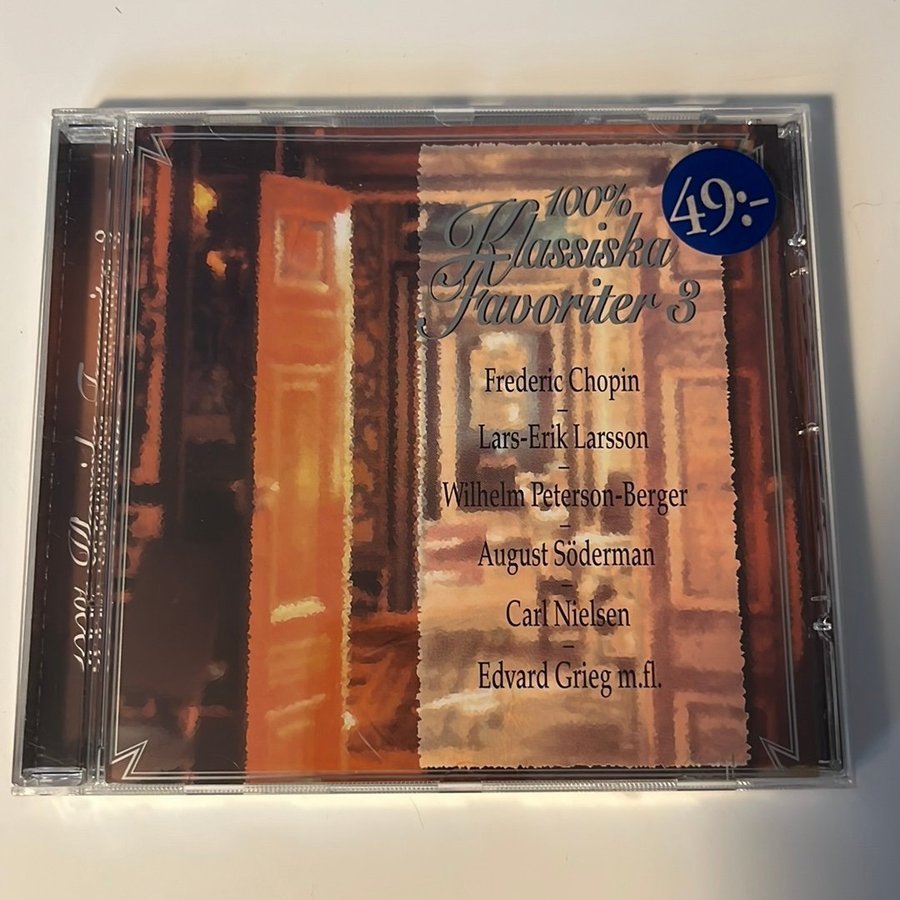 100%
Klassiska
Favoriter 3
49:-
Frederic Chopin
–
Lars-Erik Larsson
–
Wilhelm Peterson-Berger
–
August Söderman
–
Carl Nielsen
–
Edvard Grieg m.fl.